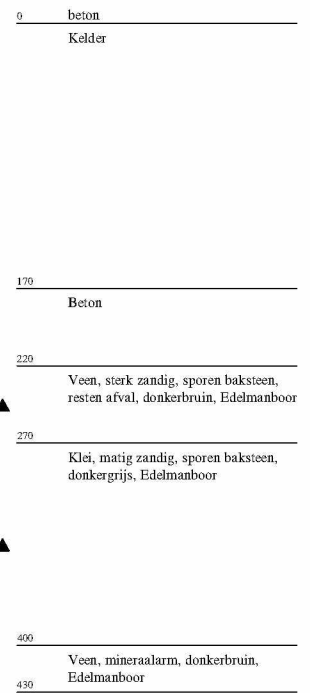 0 beton
Kelder
170
Beton
220
Veen, sterk zandig, sporen baksteen,
resten afval, donkerbruin, Edelmanboor
270
Klei, matig zandig, sporen baksteen,
donkergrijs, Edelmanboor
400
Veen, mineraalarm, donkerbruin,
Edelmanboor
430